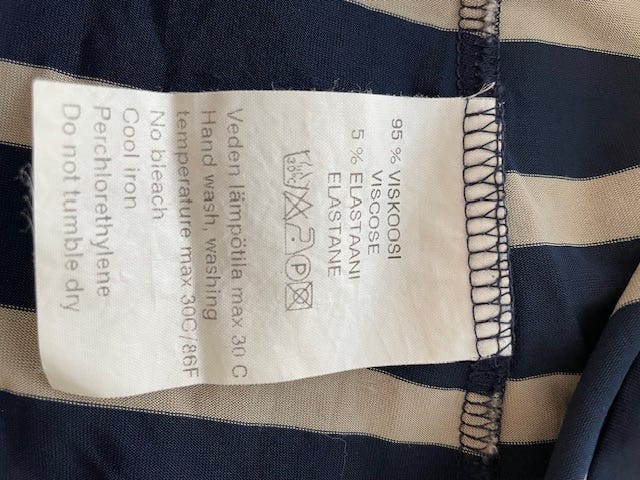 95 % VISKOOSI
VISCOSE
5 % ELASTAANI
ELASTANE
P
Veden lämpötila max 30 C
Hand wash, washing
temperature max 30C/86F
No bleach
Cool iron
Perchlorethylene
Do not tumble dry